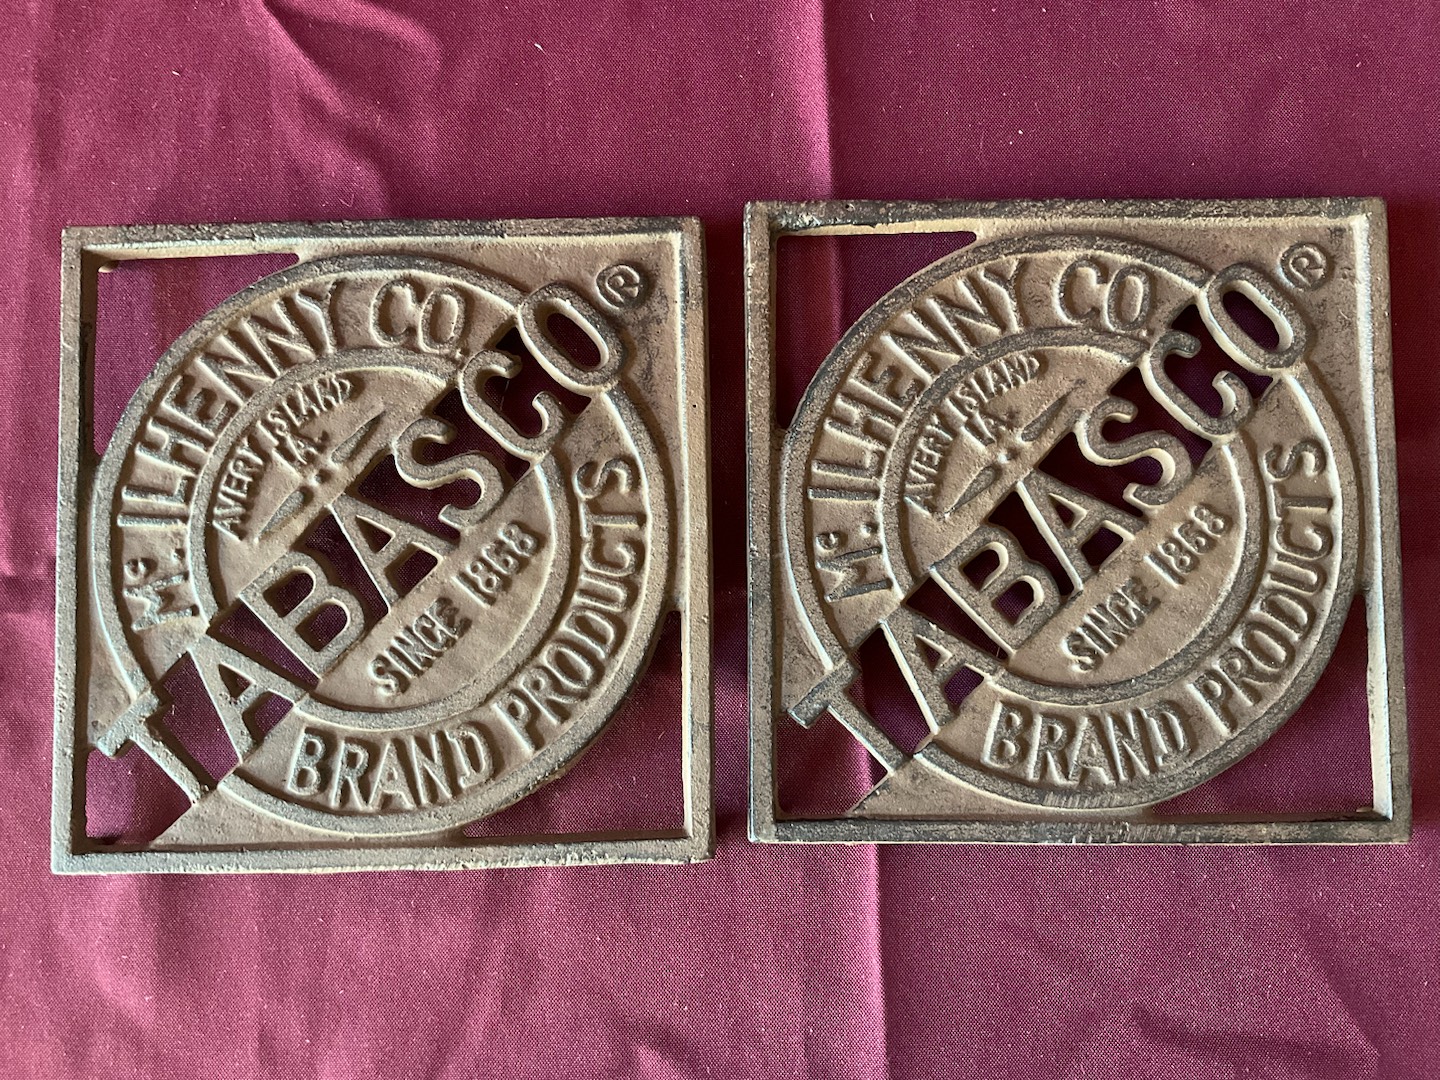 Mc. ILHENNY CO.
AVERY ISLAND
LA.
TABASCO®
SINCE 1868
BRAND PRODUCTS
Mc. ILHENNY CO.
AVERY ISLAND
LA.
TABASCO®
SINCE 1868
BRAND PRODUCTS